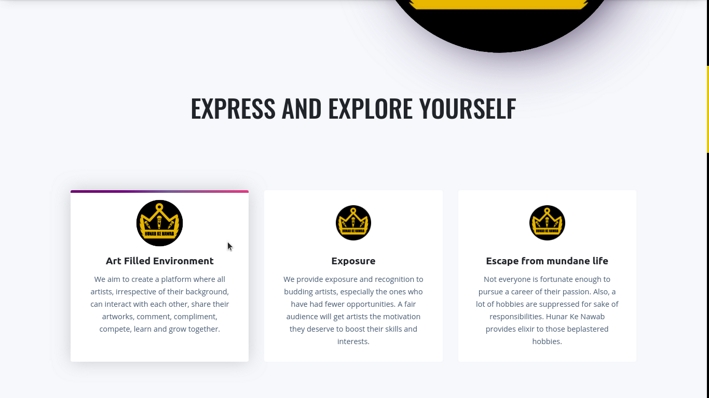 EXPRESS AND EXPLORE YOURSELF
Art Filled Environment
We aim to create a platform where all
artists, irrespective of their background,
can interact with each other, share their
artworks, comment, compliment,
compete, learn and grow together.
Exposure
We provide exposure and recognition to
budding artists, especially the ones who
have had fewer opportunities. A fair
audience will get artists the motivation
they deserve to boost their skills and
interests.
Escape from mundane life
Not everyone is fortunate enough to
pursue a career of their passion. Also, a
lot of hobbies are suppressed for sake of
responsibilities. Hunar Ke Nawab
provides elixir to those beplastered
hobbies.